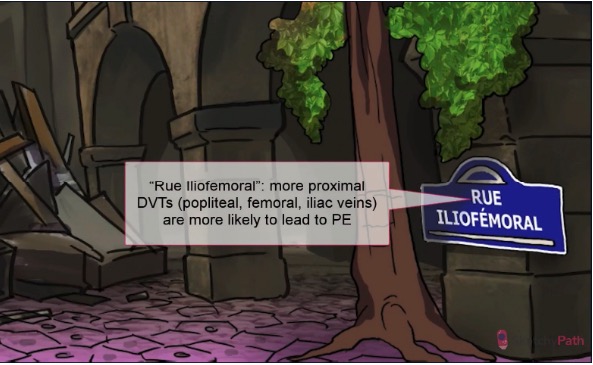 "Rue Iliofemoral": more proximal
DVTs (popliteal, femoral, iliac veins)
are more likely to lead to PE
RUE
ILIOFÉMORAL
Path